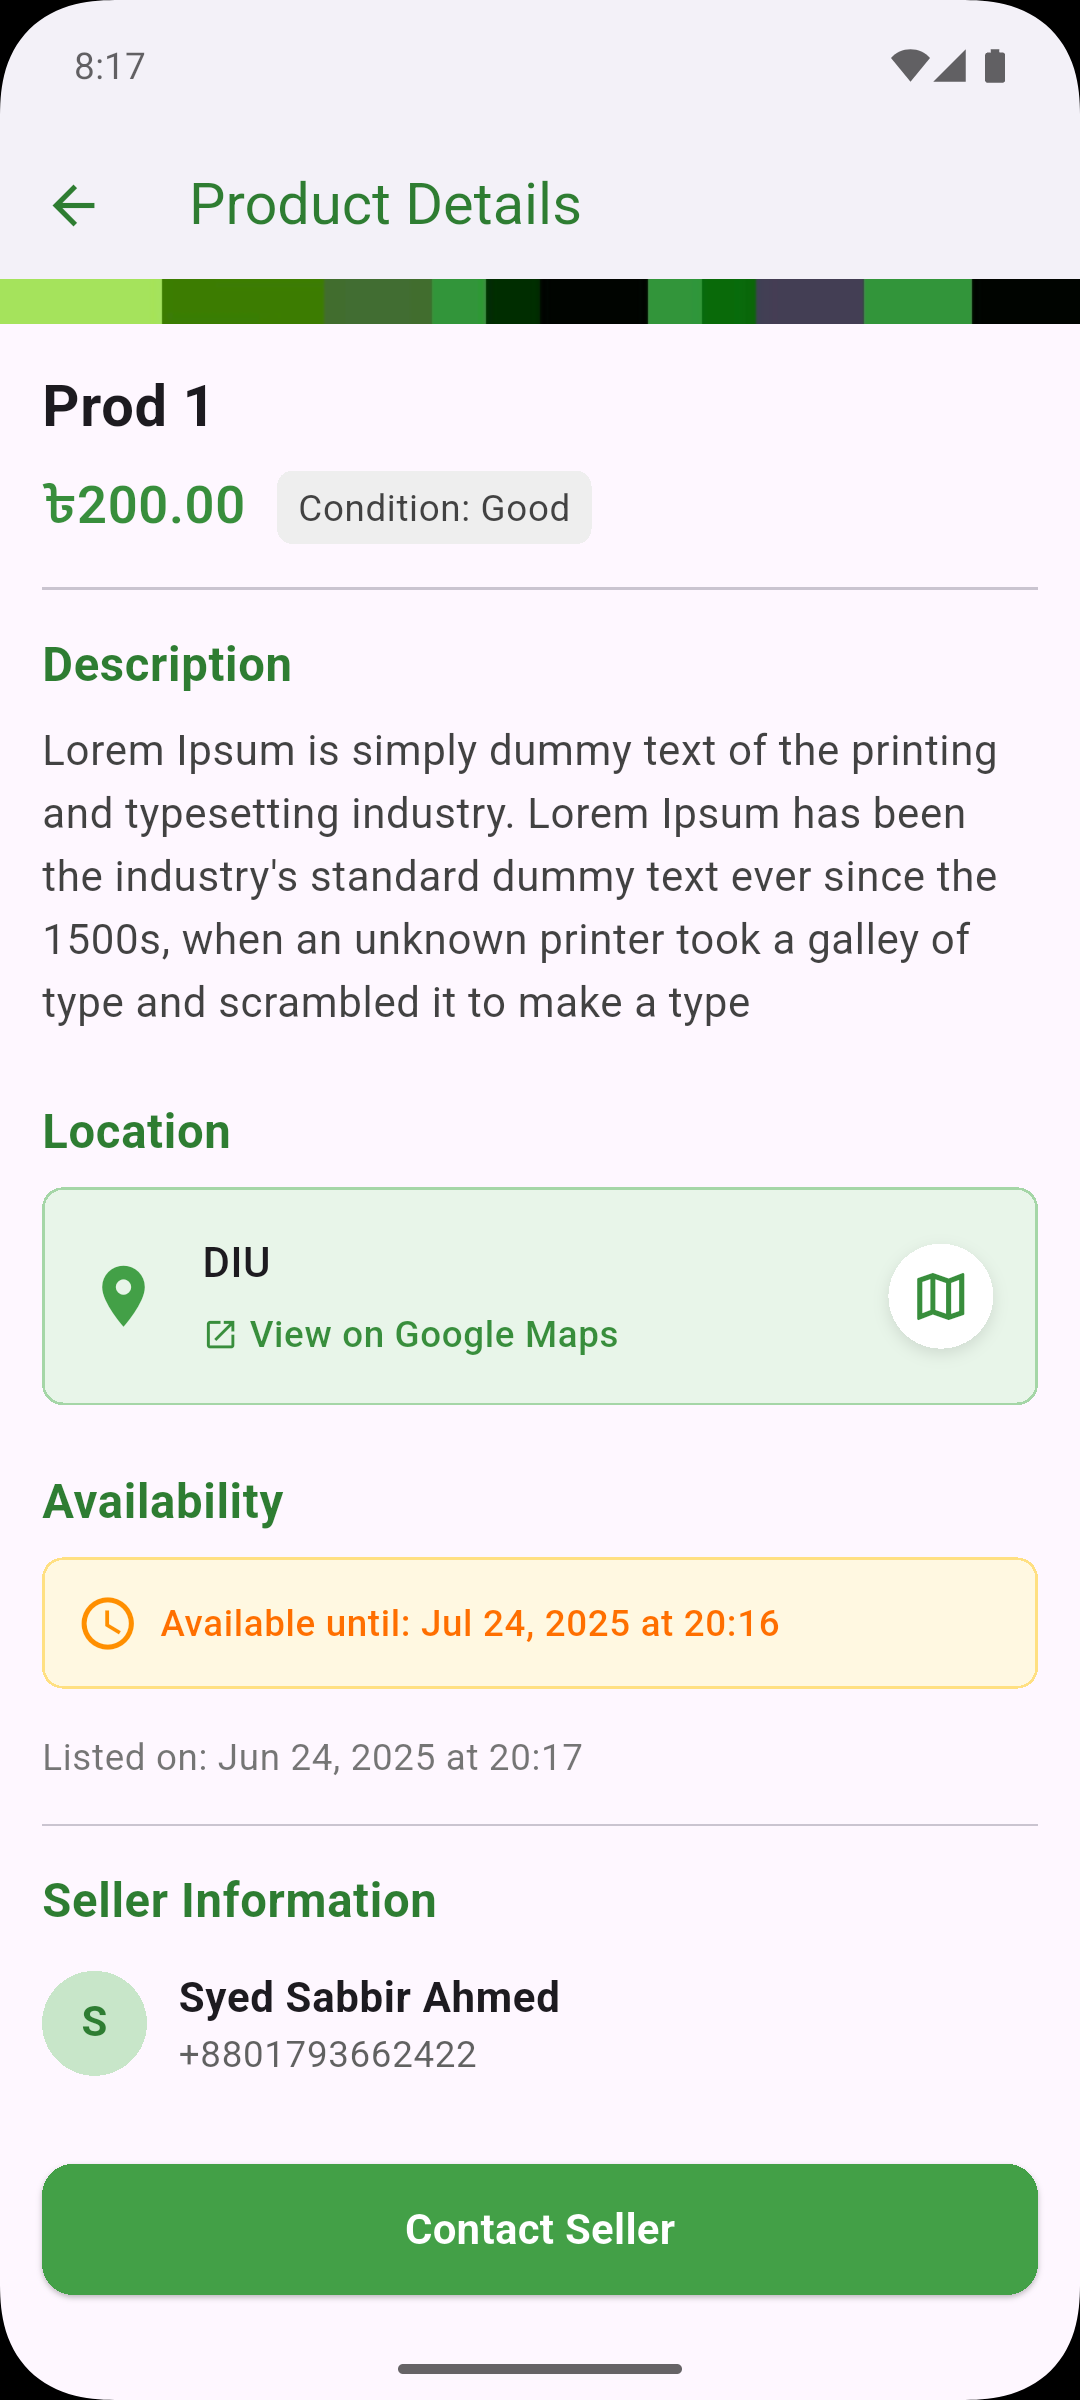 8:17
Product Details
Prod 1
৳200.00
Condition: Good
Description
Lorem Ipsum is simply dummy text of the printing
and typesetting industry. Lorem Ipsum has been
the industry's standard dummy text ever since the
1500s, when an unknown printer took a galley of
type and scrambled it to make a type
Location
DIU
View on Google Maps
Availability
Available until: Jul 24, 2025 at 20:16
Listed on: Jun 24, 2025 at 20:17
Seller Information
S
Syed Sabbir Ahmed
+8801793662422
Contact Seller